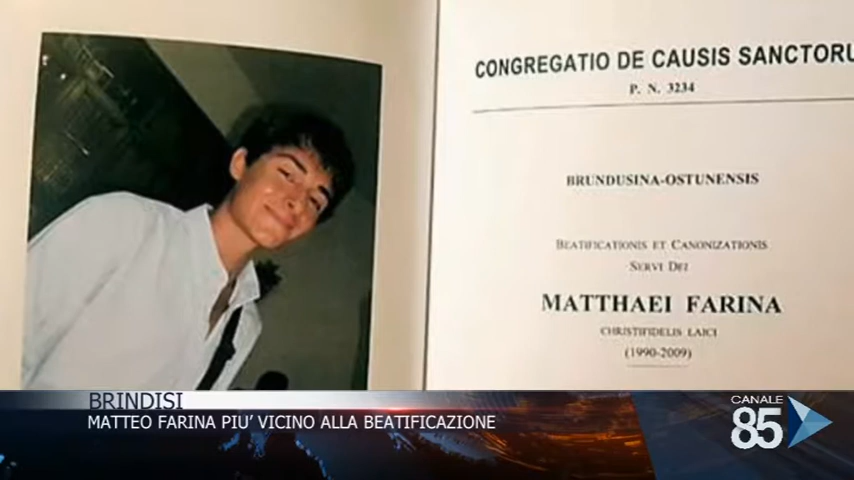 CONGREGATIO DE CAUSIS SANCTORU
P. N. 3234
BRUNDUSINA-OSTUNENSIS
BEATIFICATIONIS ET CANONIZATIONIS
SERVI DEI
MATTHAEI FARINA
CHRISTIFIDELIS LAICI
(1990-2009)
BRINDISI
MATTEO FARINA PIU' VICINO ALLA BEATIFICAZIONE
CANALE
85